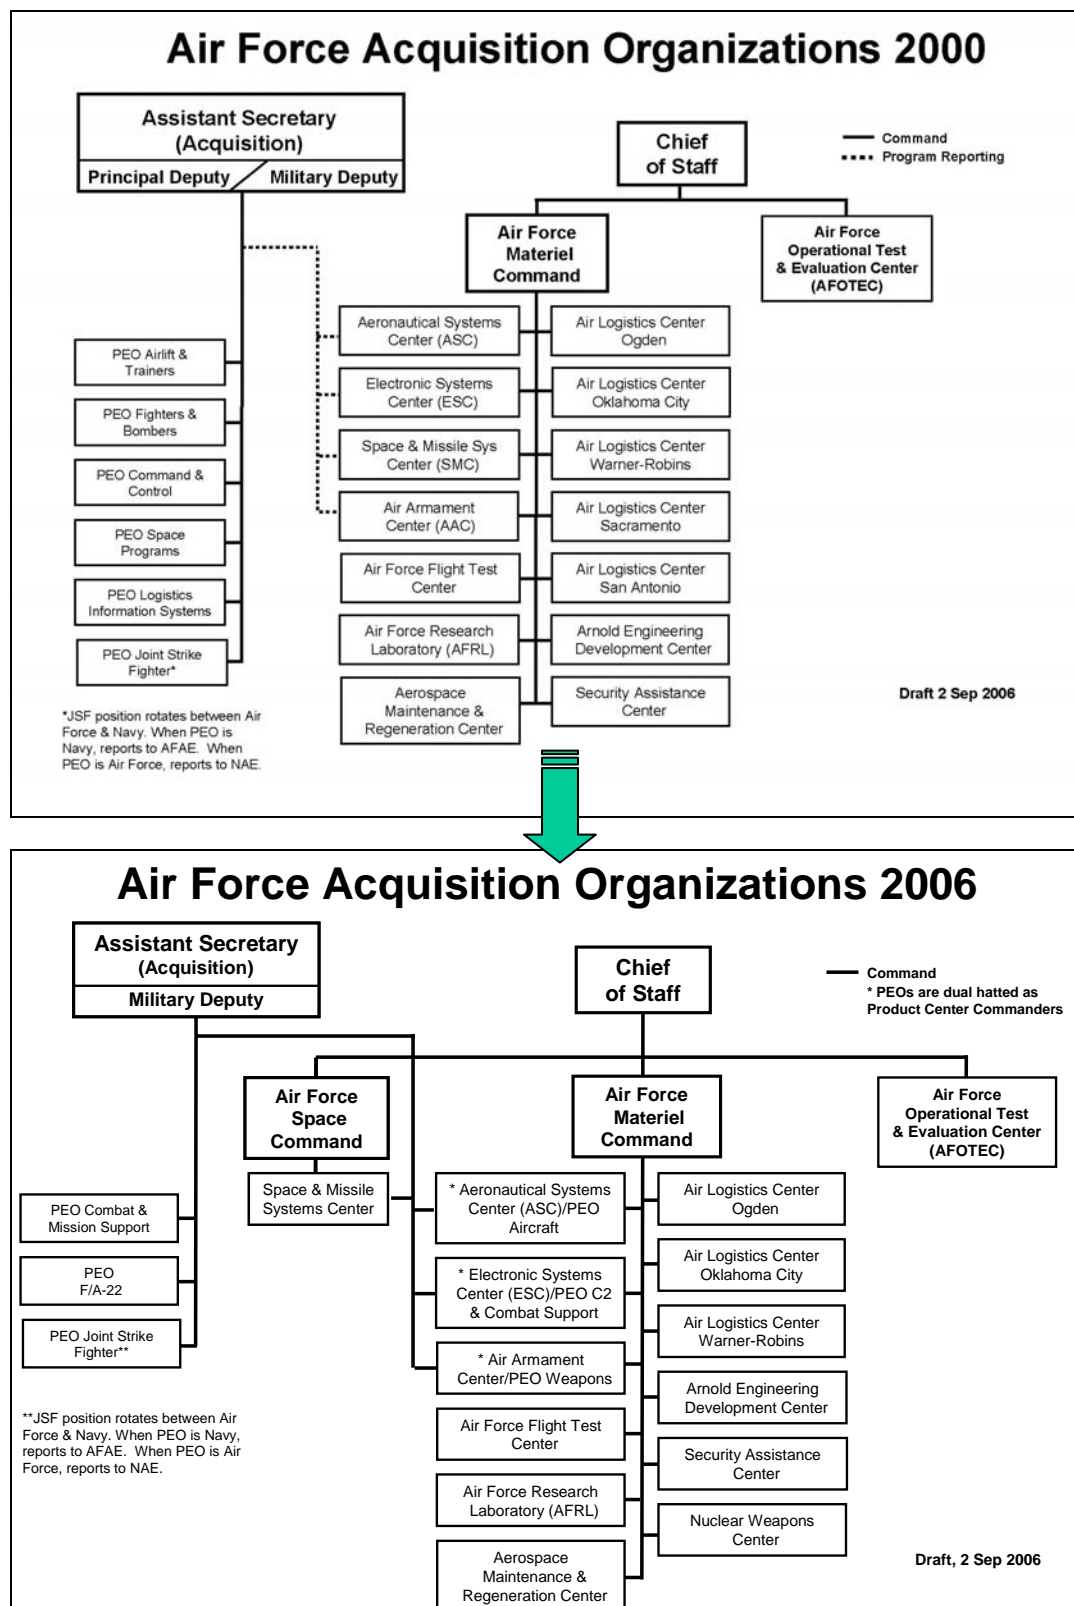 Air Force Acquisition Organizations 2000
Assistant Secretary
(Acquisition)
Principal Deputy
Military Deputy
Chief
of Staff
Command
Program Reporting
Air Force
Materiel
Command
Air Force
Operational Test
& Evaluation Center
(AFOTEC)
PEO Airlift &
Trainers
PEO Fighters &
Bombers
PEO Command &
Control
PEO Space
Programs
PEO Logistics
Information Systems
PEO Joint Strike
Fighter*
Aeronautical Systems
Center (ASC)
Electronic Systems
Center (ESC)
Space & Missile Sys
Center (SMC)
Air Armament
Center (AAC)
Air Force Flight Test
Center
Air Force Research
Laboratory (AFRL)
Aerospace
Maintenance &
Regeneration Center
Air Logistics Center
Ogden
Air Logistics Center
Oklahoma City
Air Logistics Center
Warner-Robins
Air Logistics Center
Sacramento
Air Logistics Center
San Antonio
Arnold Engineering
Development Center
Security Assistance
Center
*JSF position rotates between Air
Force & Navy. When PEO is
Navy, reports to AFAE. When
PEO is Air Force, reports to NAE.
Draft 2 Sep 2006
Air Force Acquisition Organizations 2006
Assistant Secretary
(Acquisition)
Military Deputy
Chief
of Staff
Command
* PEOs are dual hatted as
Product Center Commanders
Air Force
Space
Command
Air Force
Materiel
Command
Air Force
Operational Test
& Evaluation Center
(AFOTEC)
Space & Missile
Systems Center
PEO Combat &
Mission Support
PEO
F/A-22
PEO Joint Strike
Fighter**
* Aeronautical Systems
Center (ASC)/PEO
Aircraft
* Electronic Systems
Center (ESC)/PEO C2
& Combat Support
* Air Armament
Center/PEO Weapons
Air Force Flight Test
Center
Air Force Research
Laboratory (AFRL)
Aerospace
Maintenance &
Regeneration Center
Air Logistics Center
Ogden
Air Logistics Center
Oklahoma City
Air Logistics Center
Warner-Robins
Arnold Engineering
Development Center
Security Assistance
Center
Nuclear Weapons
Center
**JSF position rotates between Air
Force & Navy. When PEO is Navy,
reports to AFAE. When PEO is Air
Force, reports to NAE.
Draft, 2 Sep 2006